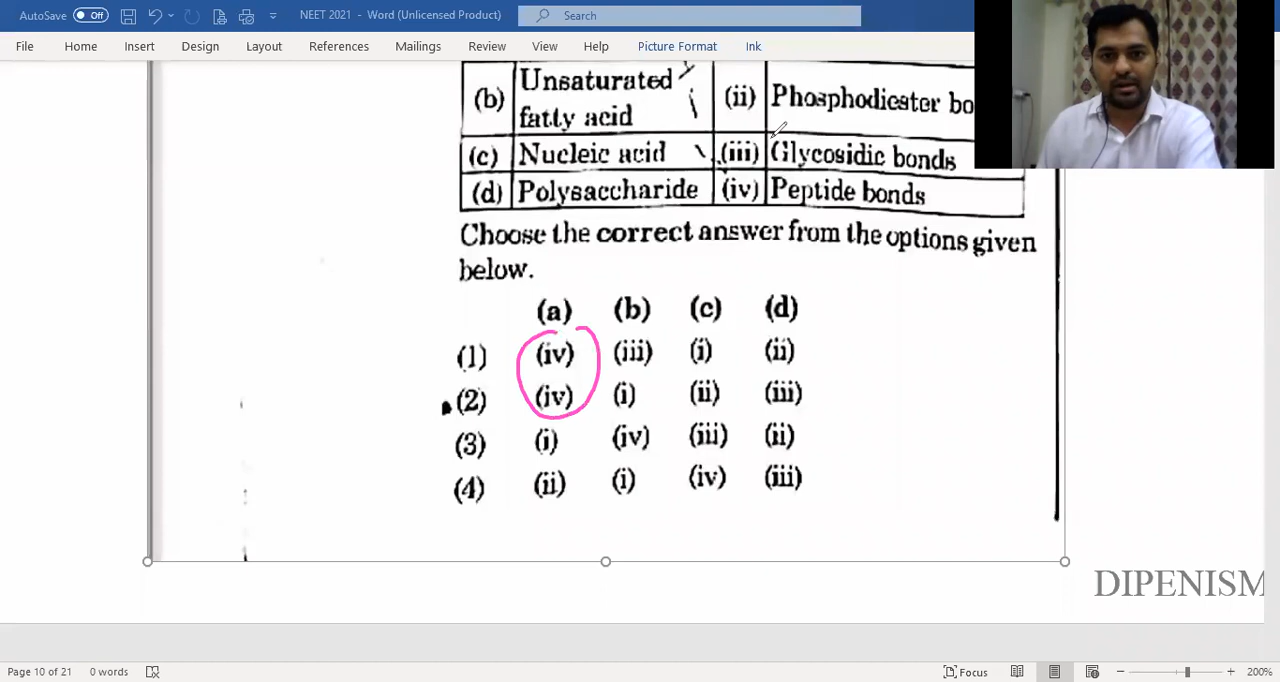 AutoSave Off NEET 2021 - Word (Unlicensed Product) Search
File Home Insert Design Layout References Mailings Review View Help Picture Format Ink
(b) Unsaturated fatty acid (ii) Phosphodiester bo
(c) Nucleic acid (iii) Glycosidic bonds
(d) Polysaccharide (iv) Peptide bonds
Choose the correct answer from the options given
below.
(a) (b) (c) (d)
(1) (iv) (iii) (i) (ii)
(2) (iv) (i) (ii) (iii)
(3) (i) (iv) (iii) (ii)
(4) (ii) (i) (iv) (iii)
DIPENISM
Page 10 of 21 0 words Focus 200%